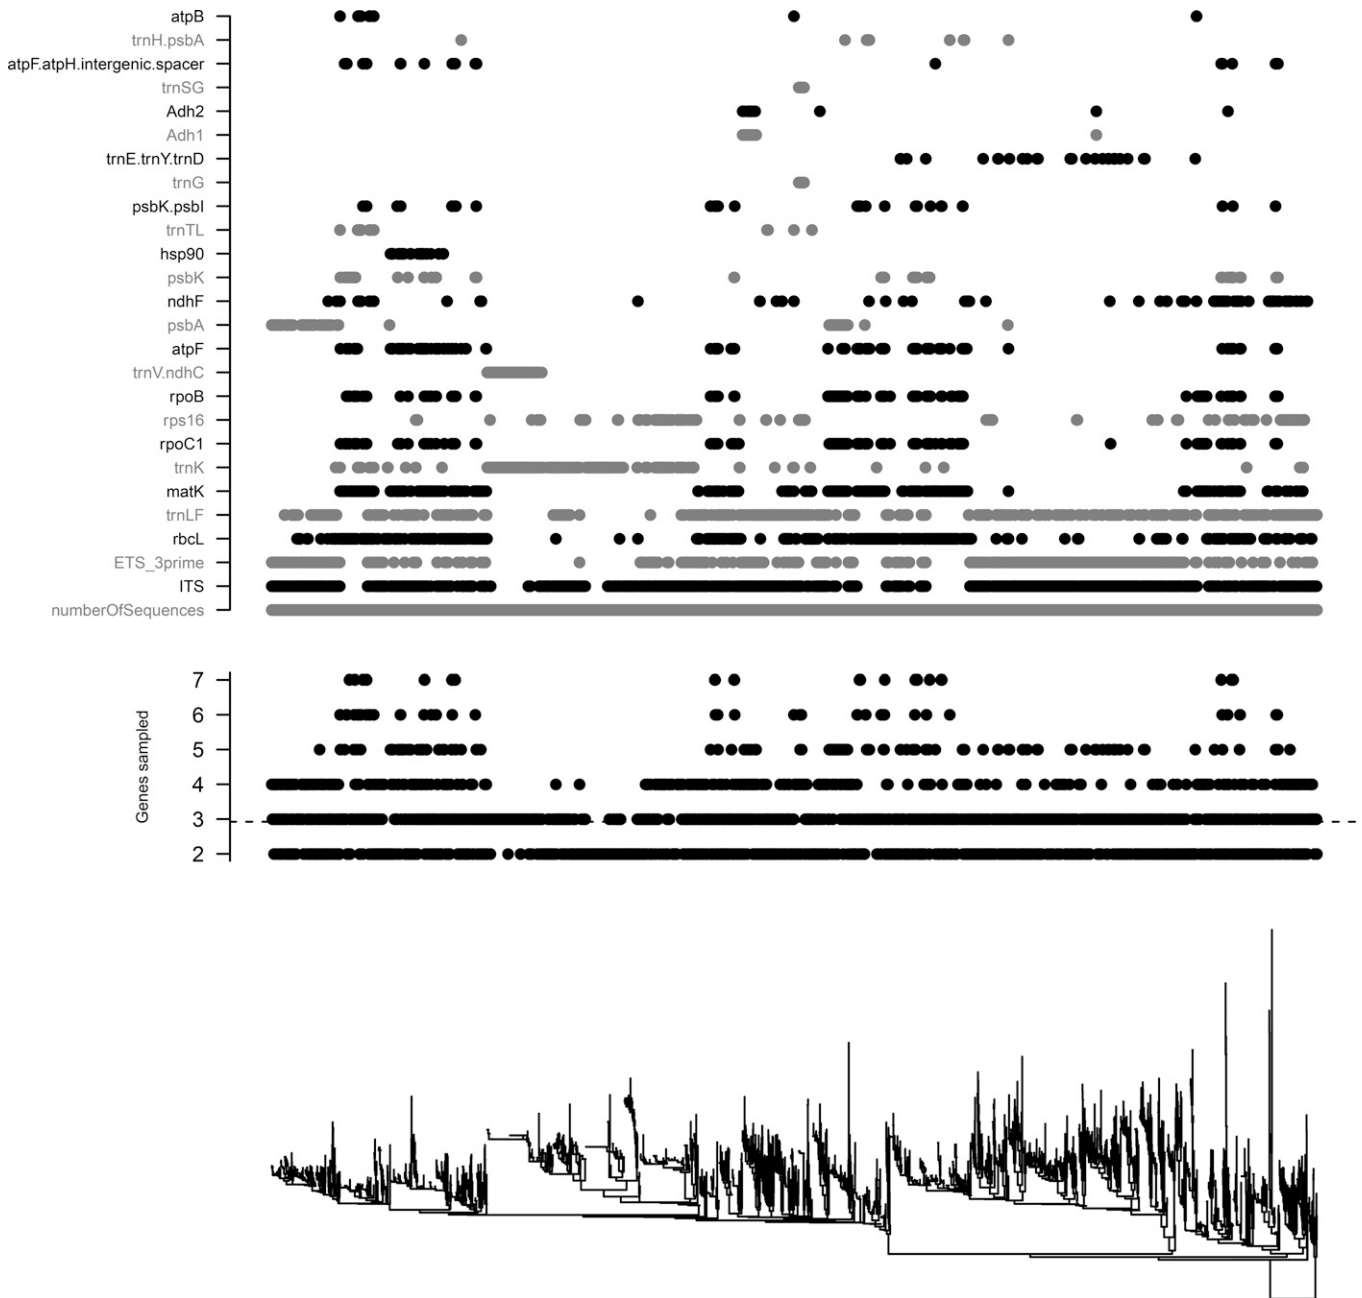 atpB
trnH.psbA
atpF.atpH.intergenic.spacer
trnSG
Adh2
Adh1
trnE.trnY.trnD
trnG
psbK.psbI
trnTL
hsp90
psbK
ndhF
psbA
atpF
trnV.ndhC
rpoB
rps16
rpoC1
trnK
matK
trnLF
rbcL
ETS_3prime
ITS
numberOfSequences
Genes sampled
7
6
5
4
3
2